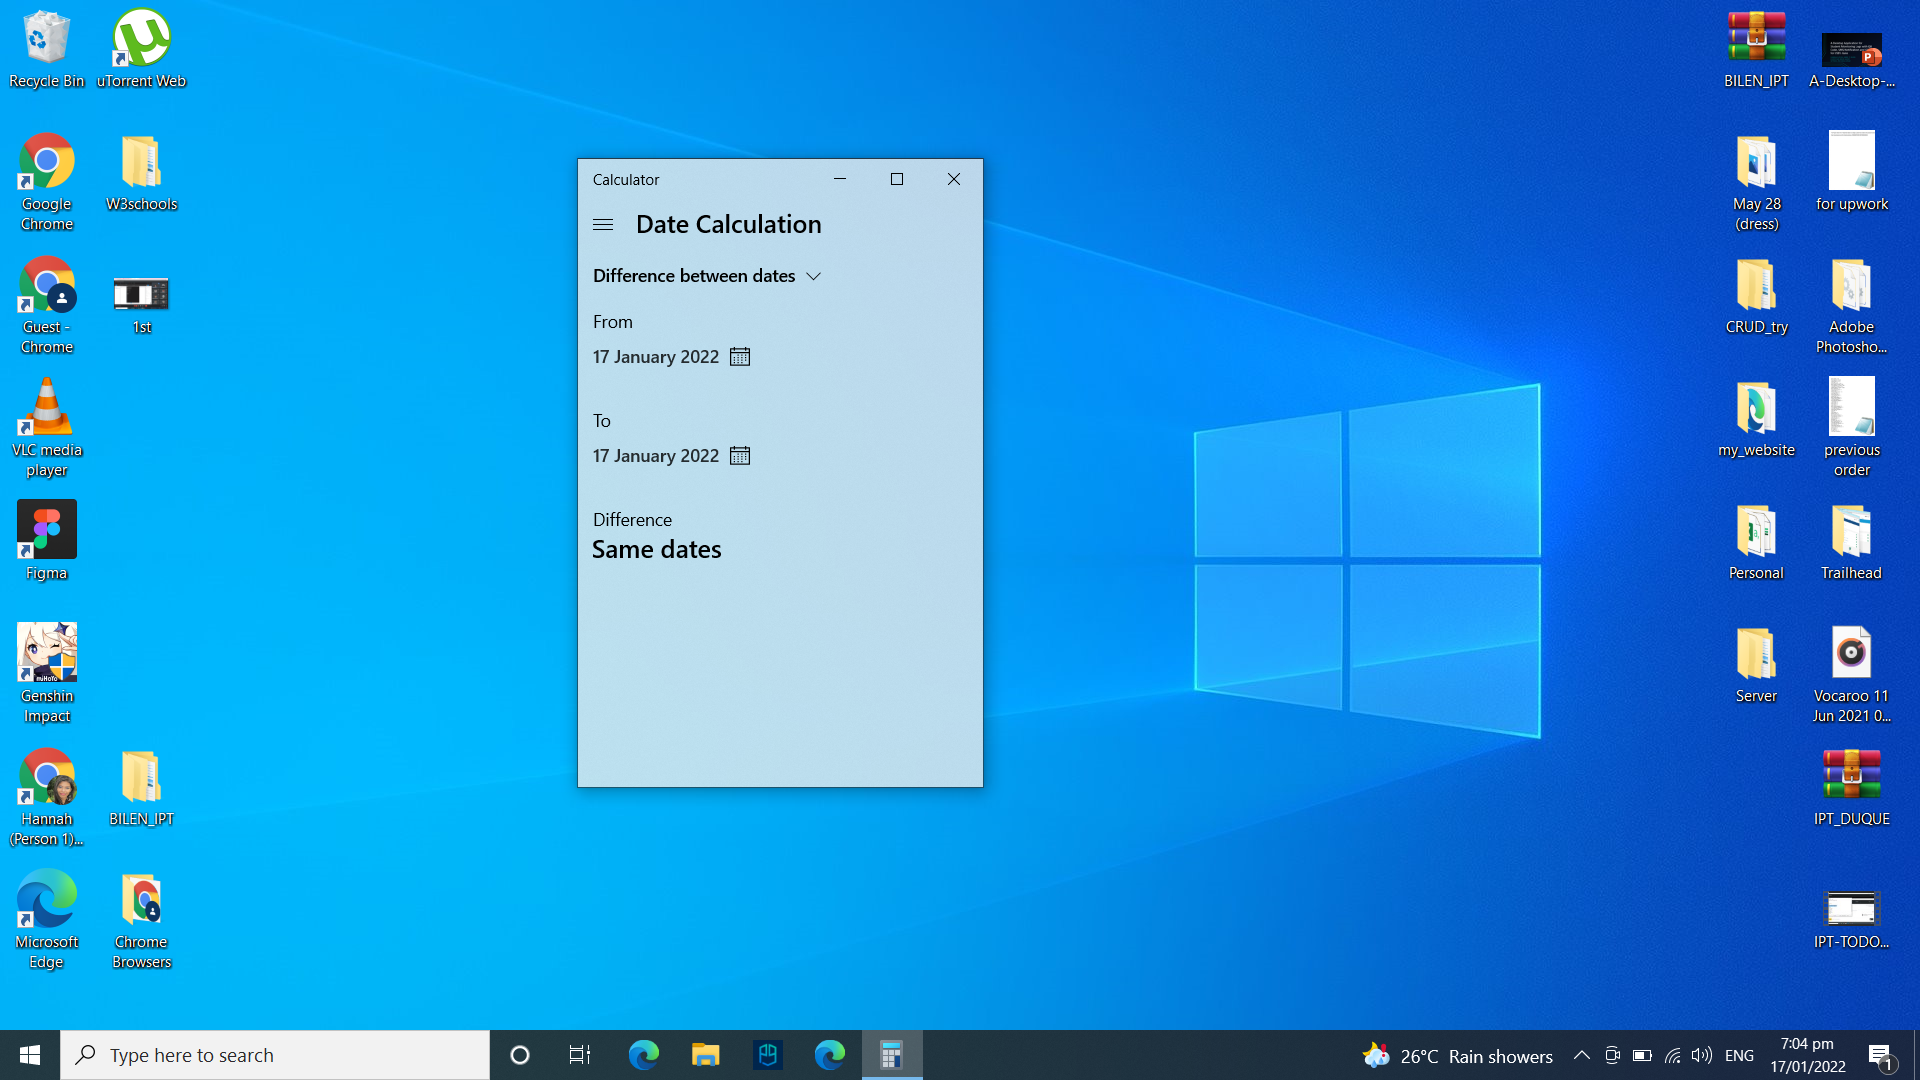 Recycle Bin
uTorrent Web
Google
Chrome
W3schools
Guest -
Chrome
1st
VLC media
player
Figma
Genshin
Impact
Hannah
(Person 1)...
BILEN_IPT
Microsoft
Edge
Chrome
Browsers
Calculator
Date Calculation
Difference between dates
From
17 January 2022
To
17 January 2022
Difference
Same dates
BILEN_IPT
A-Desktop-...
May 28
(dress)
for upwork
CRUD_try
Adobe
Photosho...
my_website
previous
order
Personal
Trailhead
Server
Vocaroo 11
Jun 2021 0...
IPT_DUQUE
IPT-TODO...
Type here to search
26°C Rain showers
ENG
7:04 pm
17/01/2022
1